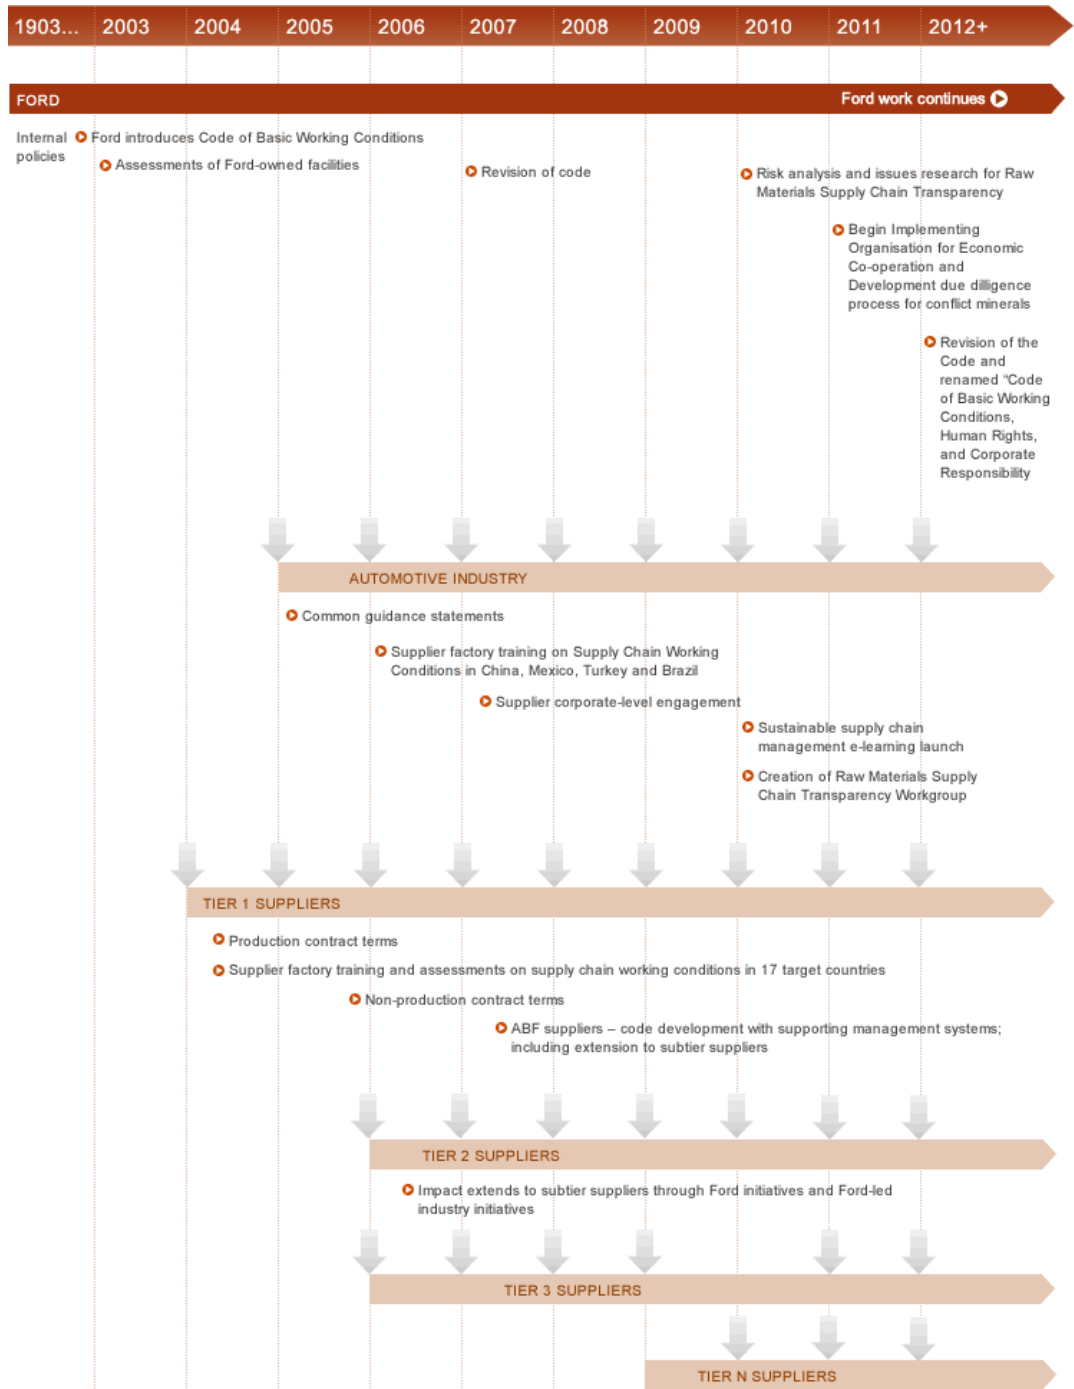 1903... 2003 2004 2005 2006 2007 2008 2009 2010 2011 2012+
FORD
Ford work continues
Internal
policies
Ford introduces Code of Basic Working Conditions
Assessments of Ford-owned facilities
Revision of code
Risk analysis and issues research for Raw
Materials Supply Chain Transparency
Begin Implementing
Organisation for Economic
Co-operation and
Development due dilligence
process for conflict minerals
Revision of the
Code and
renamed “Code
of Basic Working
Conditions,
Human Rights,
and Corporate
Responsibility
AUTOMOTIVE INDUSTRY
Common guidance statements
Supplier factory training on Supply Chain Working
Conditions in China, Mexico, Turkey and Brazil
Supplier corporate-level engagement
Sustainable supply chain
management e-learning launch
Creation of Raw Materials Supply
Chain Transparency Workgroup
TIER 1 SUPPLIERS
Production contract terms
Supplier factory training and assessments on supply chain working conditions in 17 target countries
Non-production contract terms
ABF suppliers – code development with supporting management systems;
including extension to subtier suppliers
TIER 2 SUPPLIERS
Impact extends to subtier suppliers through Ford initiatives and Ford-led
industry initiatives
TIER 3 SUPPLIERS
TIER N SUPPLIERS